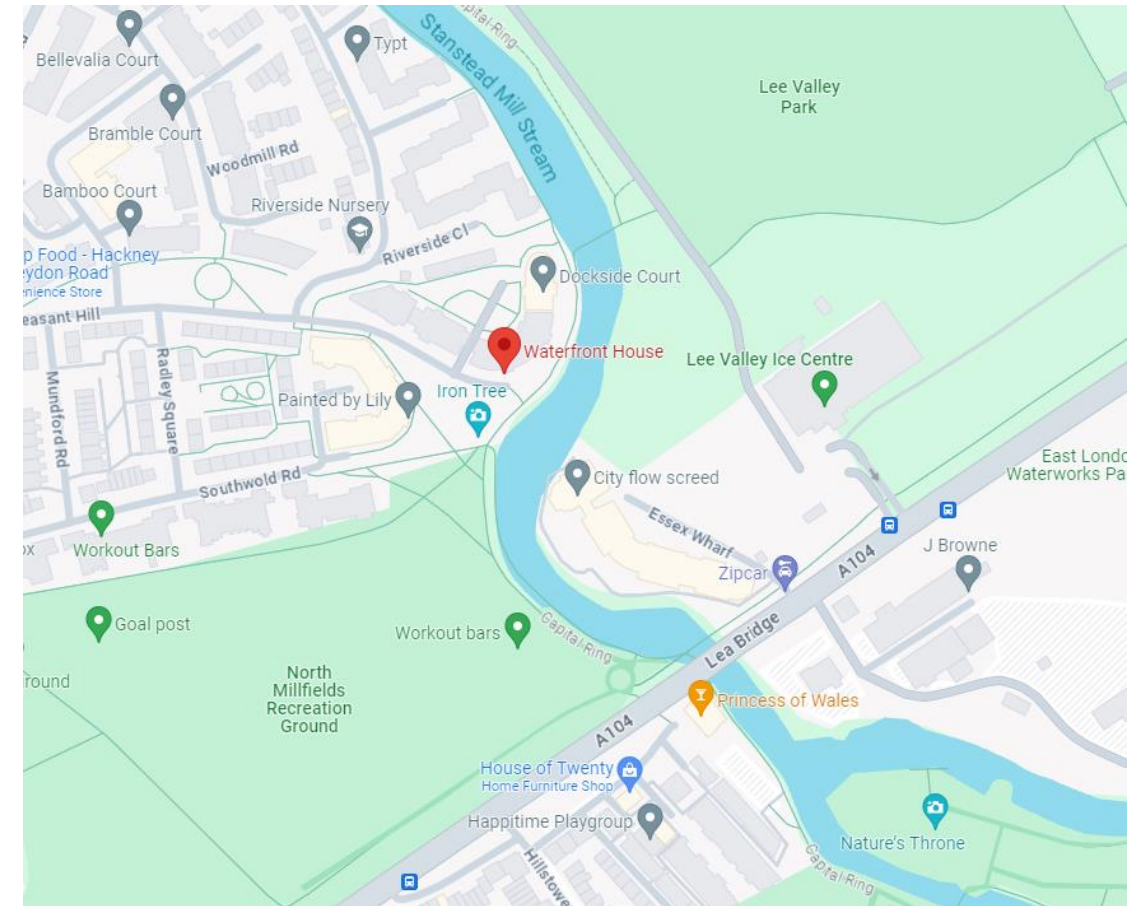 Bellevalia Court
Typt
Capital Ring
Stanstead Mill Stream
Lee Valley
Park
Bramble Court
Woodmill Rd
Bamboo Court
Riverside Nursery
Riverside Cl
p Food - Hackney
eydon Road
enience Store
Dockside Court
easant Hill
Waterfront House
Lee Valley Ice Centre
Mundford Rd
Radley Square
Painted by Lily
Iron Tree
City flow screed
East Londo
Waterworks Pa
Southwold Rd
Essex Wharf
ox
Workout Bars
Zipcar
A104
J Browne
Goal post
Workout bars
Capital Ring
Lea Bridge
round
North
Millfields
Recreation
Ground
Princess of Wales
A104
House of Twenty
Home Furniture Shop
Happitime Playgroup
Nature's Throne
Hillstowe
Capital Ring